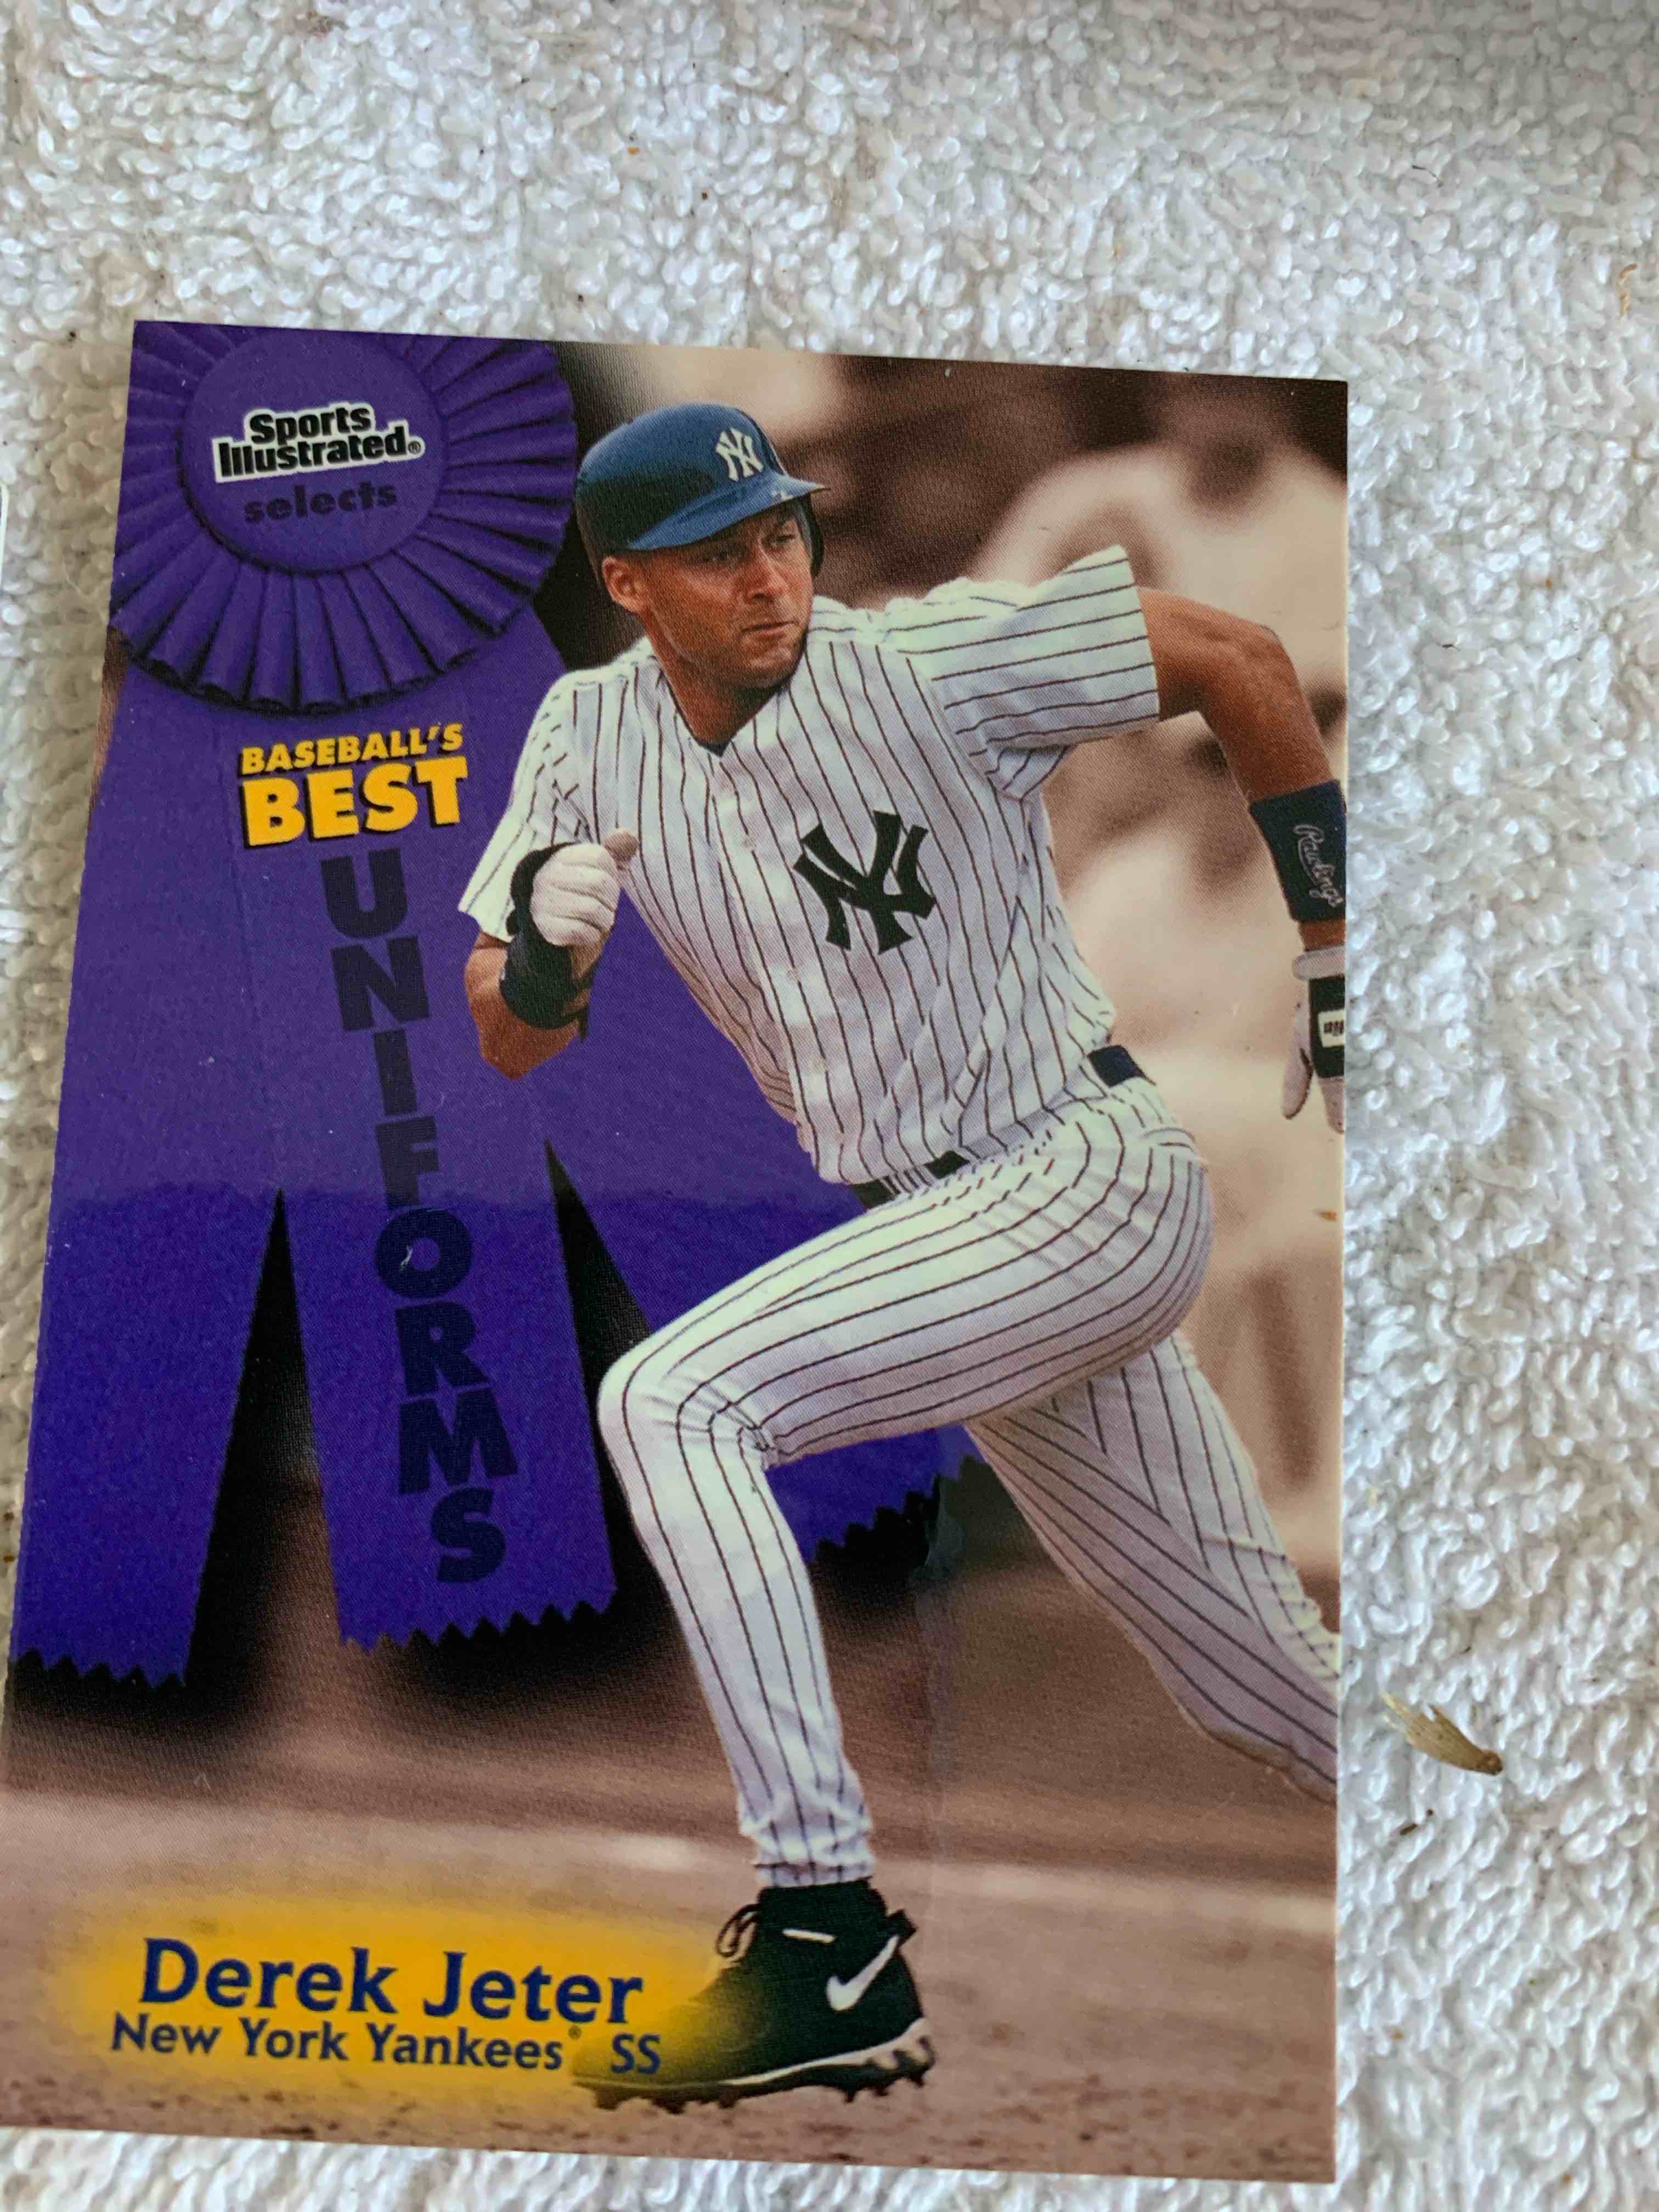 Sports
Illustrated®
selects
BASEBALL'S
BEST
UNIFORMS
NY
NY
Rawlings
Derek Jeter
New York Yankees® SS